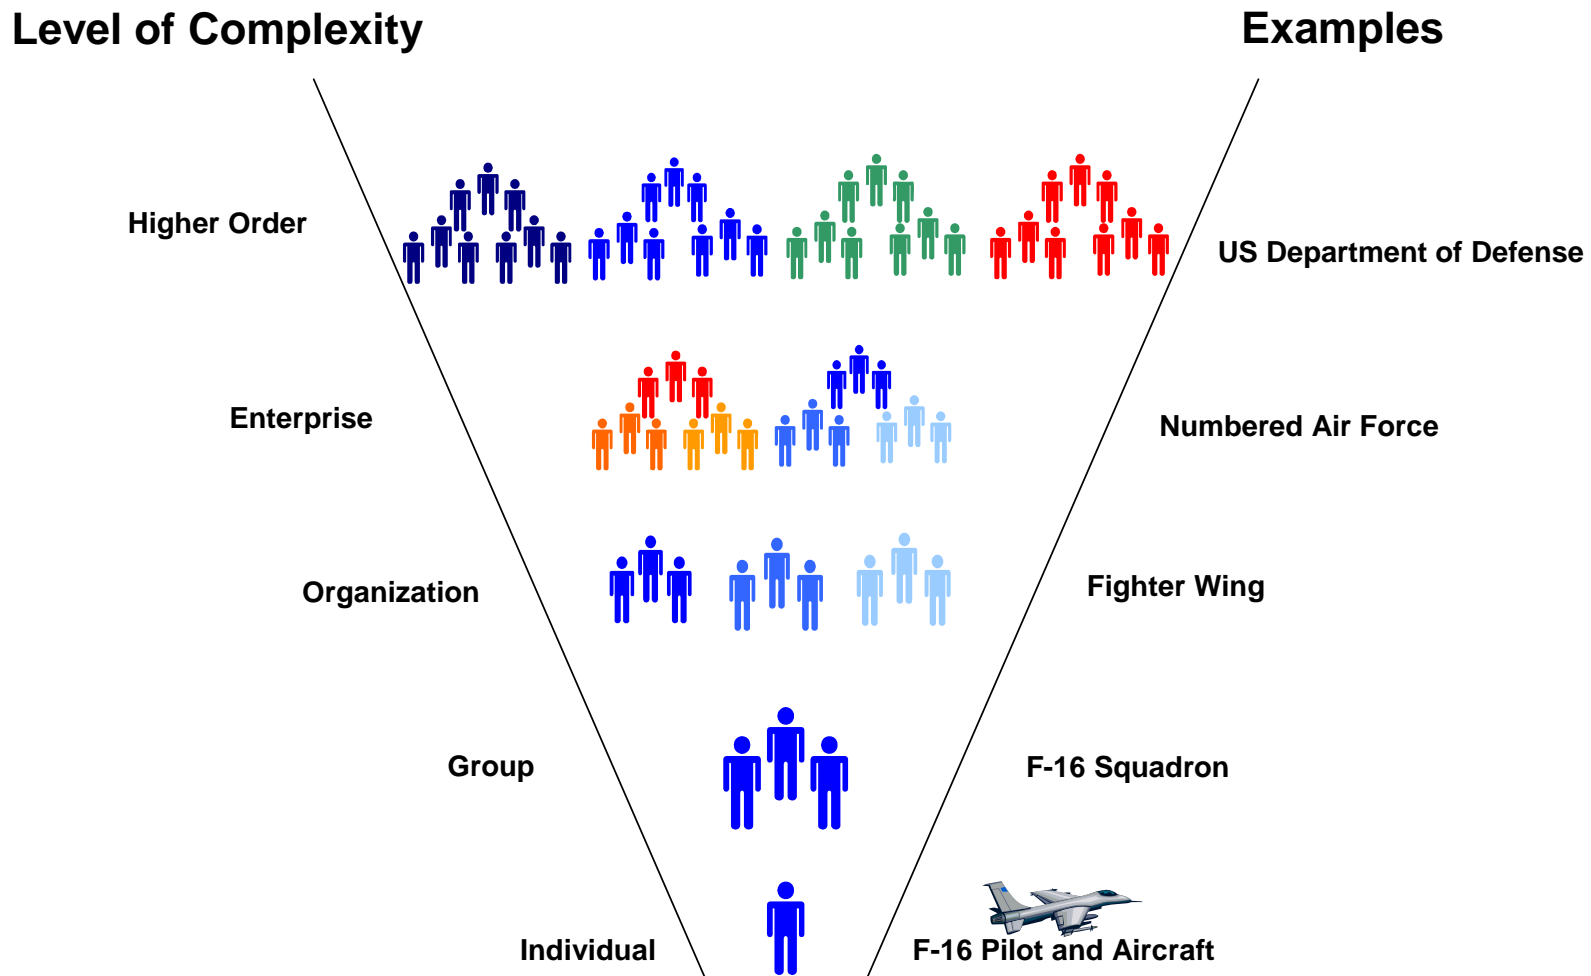 Level of Complexity
Examples
Higher Order
US Department of Defense
Enterprise
Numbered Air Force
Organization
Fighter Wing
Group
F-16 Squadron
Individual
F-16 Pilot and Aircraft